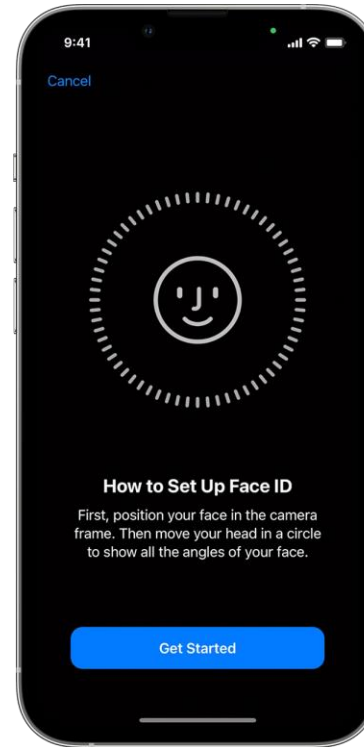 9:41
Cancel
How to Set Up Face ID
First, position your face in the camera
frame. Then move your head in a circle
to show all the angles of your face.
Get Started